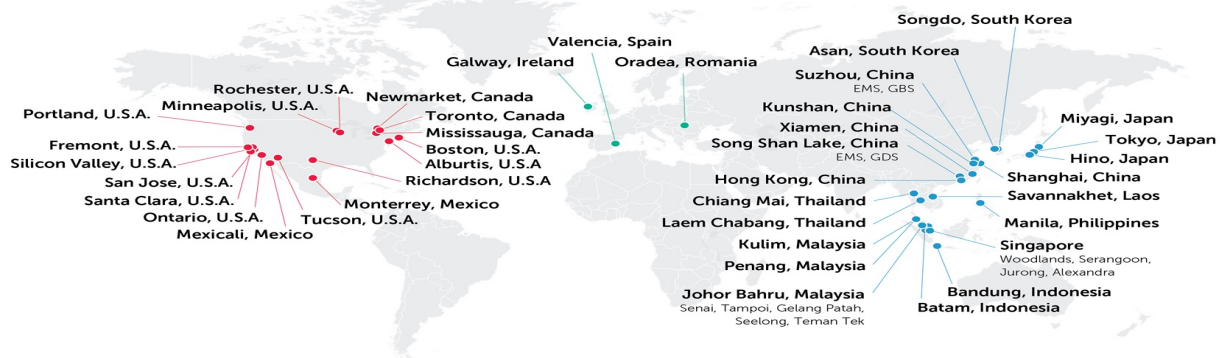 Songdo, South Korea
Valencia, Spain
Asan, South Korea
Galway, Ireland
Oradea, Romania
Suzhou, China
EMS, GBS
Rochester, U.S.A.
Minneapolis, U.S.A.
Newmarket, Canada
Kunshan, China
Portland, U.S.A.
Toronto, Canada
Miyagi, Japan
Xiamen, China
Mississauga, Canada
Tokyo, Japan
Fremont, U.S.A.
Boston, U.S.A.
Song Shan Lake, China
EMS, GDS
Hino, Japan
Silicon Valley, U.S.A.
Alburtis, U.S.A
Shanghai, China
San Jose, U.S.A.
Richardson, U.S.A
Hong Kong, China
Savannakhet, Laos
Santa Clara, U.S.A.
Monterrey, Mexico
Chiang Mai, Thailand
Ontario, U.S.A.
Tucson, U.S.A.
Laem Chabang, Thailand
Manila, Philippines
Mexicali, Mexico
Kulim, Malaysia
Singapore
Woodlands, Serangoon,
Jurong, Alexandra
Penang, Malaysia
Johor Bahru, Malaysia
Senai, Tampoi, Gelang Patah,
Seelong, Teman Tek
Bandung, Indonesia
Batam, Indonesia